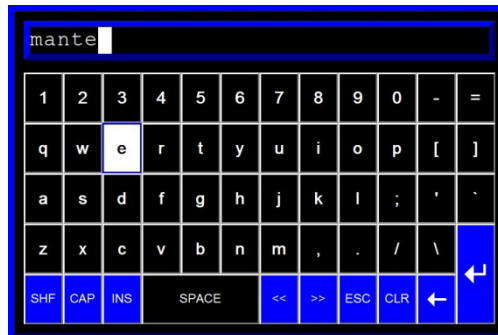 mante
1 2 3 4 5 6 7 8 9 0 - =
q w e r t y u i o p [ ]
a s d f g h j k l ; ' `
z x c v b n m , . / \
SHF CAP INS SPACE << >> ESC CLR ←